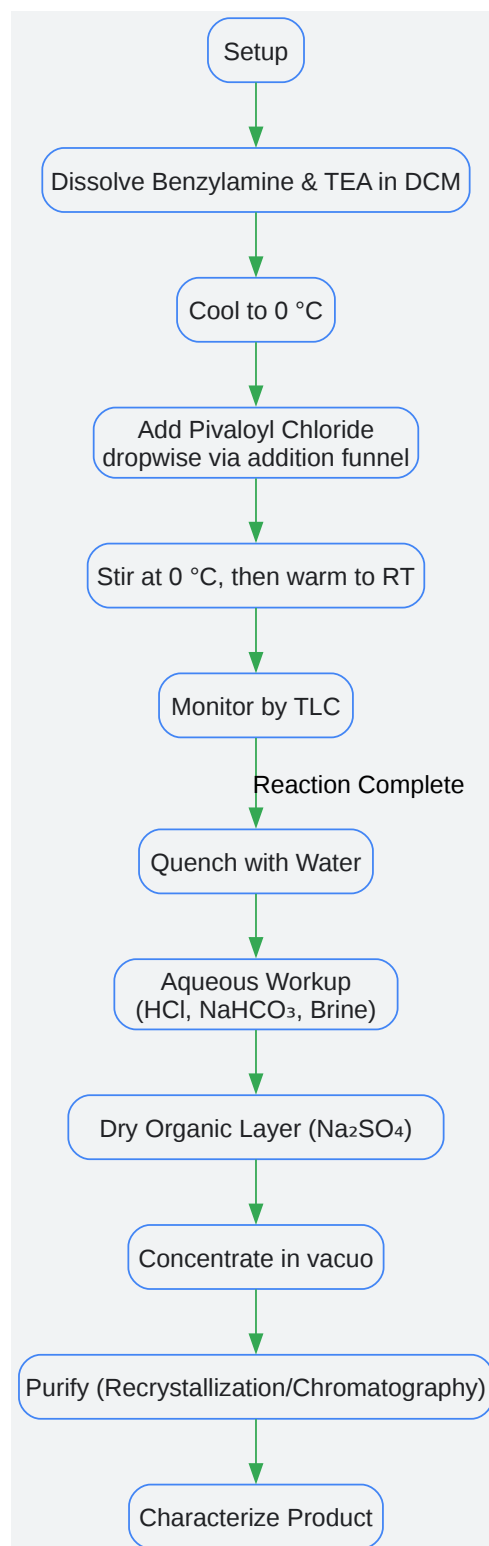 Setup
Dissolve Benzylamine & TEA in DCM
Cool to 0 °C
Add Pivaloyl Chloride
dropwise via addition funnel
Stir at 0 °C, then warm to RT
Monitor by TLC
Reaction Complete
Quench with Water
Aqueous Workup
(HCl, NaHCO₃, Brine)
Dry Organic Layer (Na₂SO₄)
Concentrate in vacuo
Purify (Recrystallization/Chromatography)
Characterize Product